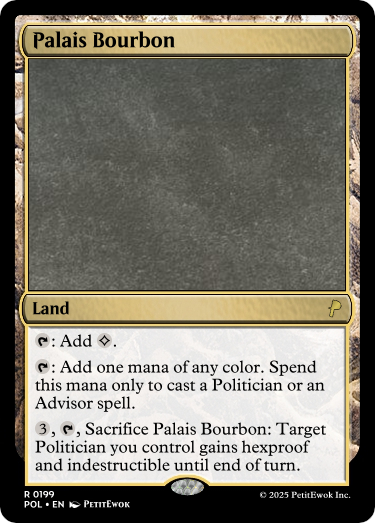 Palais Bourbon
Land
: Add .
: Add one mana of any color. Spend
this mana only to cast a Politician or an
Advisor spell.
3, , Sacrifice Palais Bourbon: Target
Politician you control gains hexproof
and indestructible until end of turn.
R 0199
POL • EN PETITEWOK
© 2025 PetitEwok Inc.